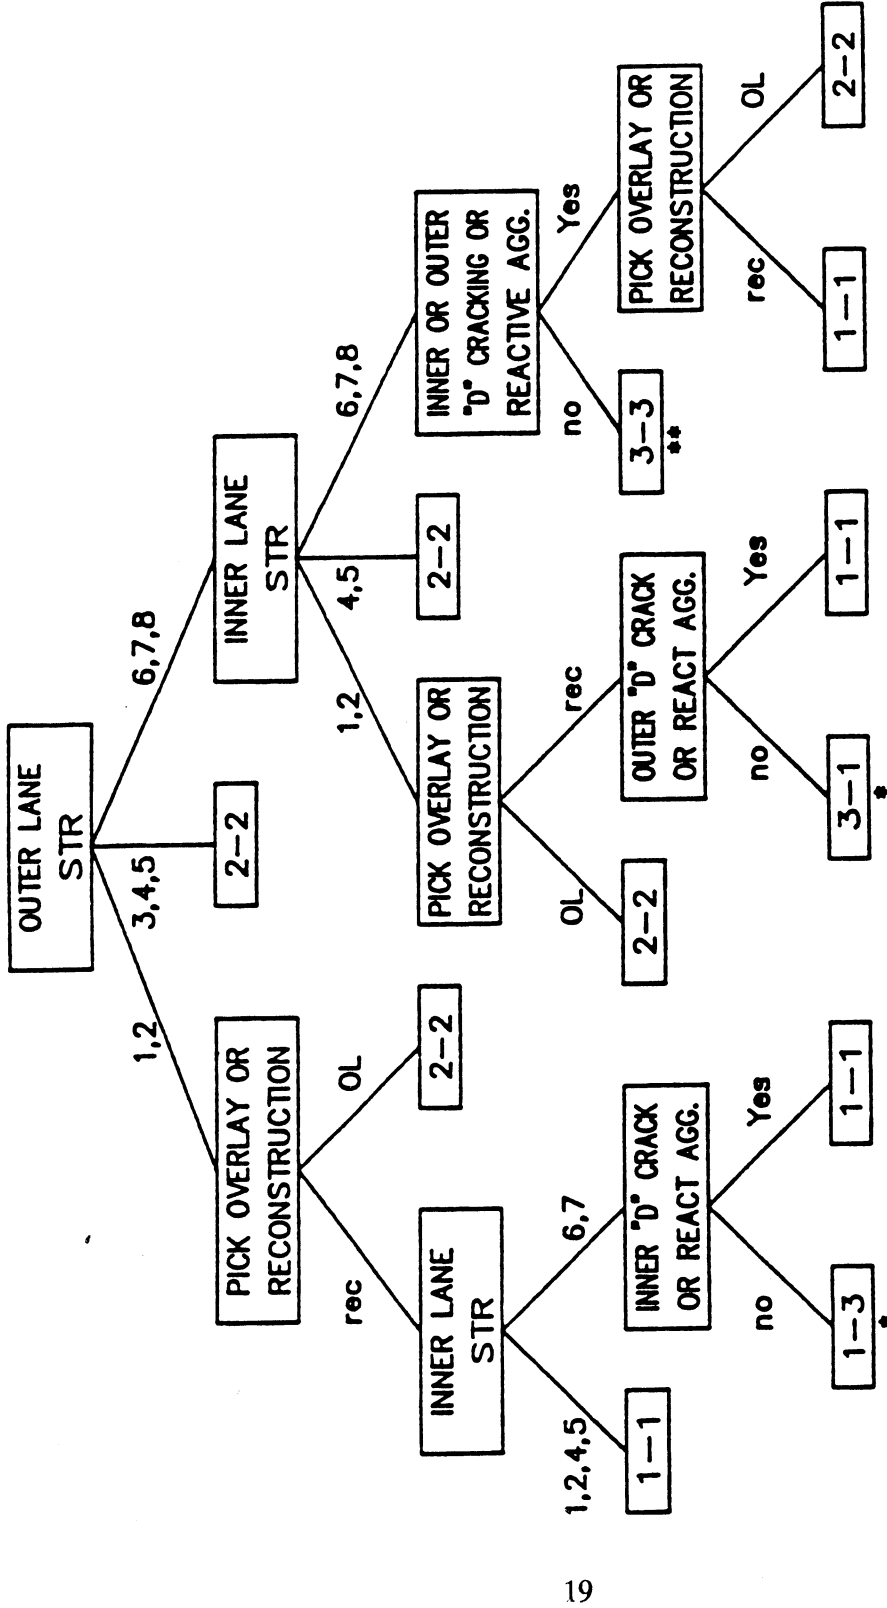 OUTER LANE
STR
1,2
3,4,5
6,7,8
PICK OVERLAY OR
RECONSTRUCTION
2-2
INNER LANE
STR
rec
OL
1,2
4,5
6,7,8
INNER LANE
STR
2-2
PICK OVERLAY OR
RECONSTRUCTION
2-2
INNER OR OUTER
"D" CRACKING OR
REACTIVE AGG.
1,2,4,5
6,7
OL
rec
no
Yes
1-1
INNER "D" CRACK
OR REACT AGG.
2-2
OUTER "D" CRACK
OR REACT AGG.
3-3
**
PICK OVERLAY OR
RECONSTRUCTION
no
Yes
no
Yes
rec
OL
1-3
*
1-1
3-1
*
1-1
1-1
2-2
19